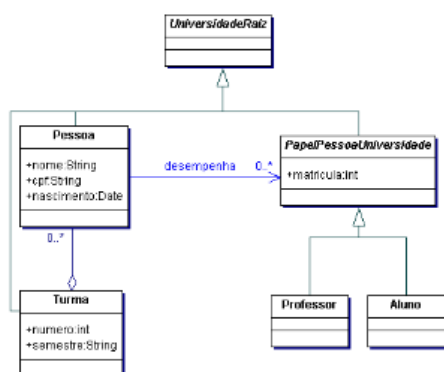 UniversidadeRaiz
Pessoa
+nome:String
+cpf:String
+nascimento:Date
desempenha
0..*
PapelPessoaUniversidade
+matricula:int
0..*
Turma
+numero:int
+semestre:String
Professor
Aluno